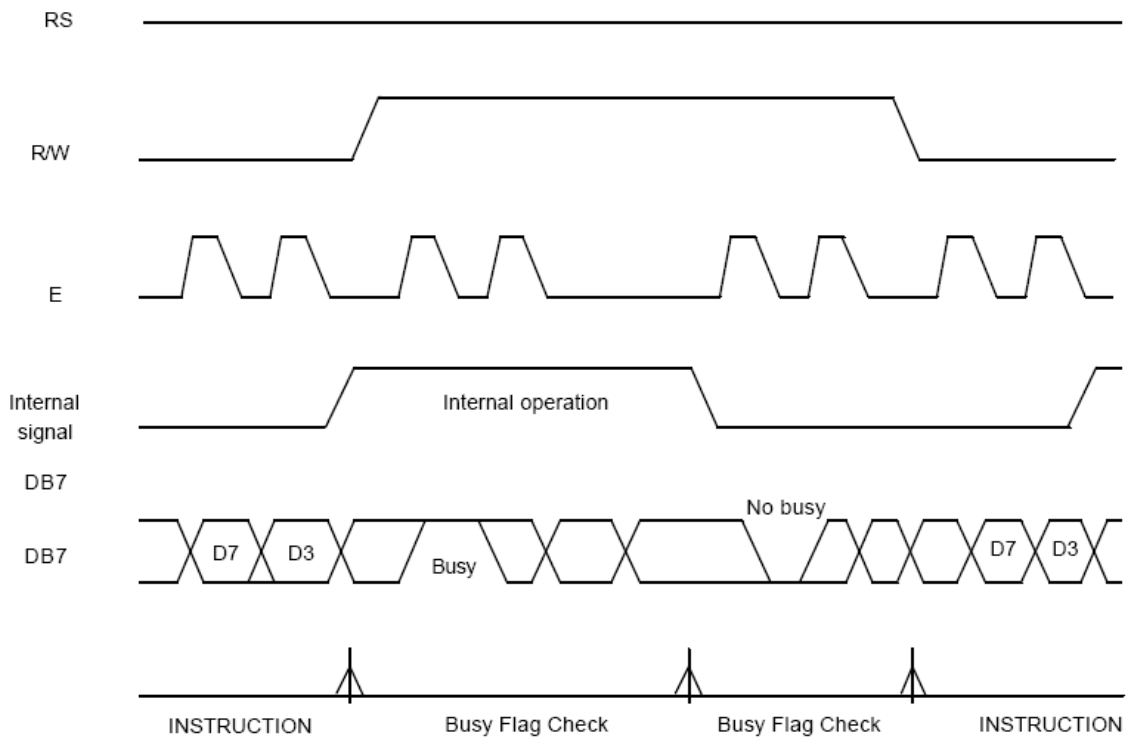 RS
R/W
E
Internal
signal
Internal operation
DB7
No busy
DB7
D7 D3 Busy D7 D3
INSTRUCTION Busy Flag Check Busy Flag Check INSTRUCTION